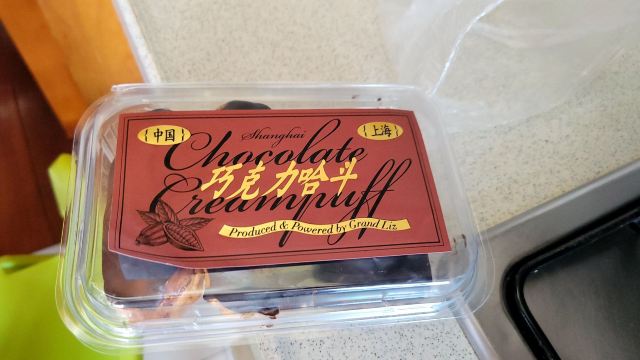 中国
Shanghai
上海
Chocolate
巧克力哈斗
Creampuff
Produced & Powered by Grand Liz